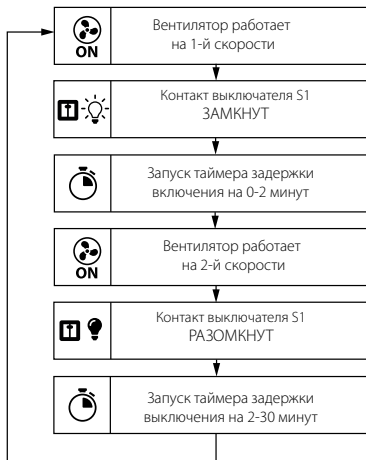 ON
Вентилятор работает
на 1-й скорости
Контакт выключателя S1
ЗАМКНУТ
Запуск таймера задержки
включения на 0-2 минут
ON
Вентилятор работает
на 2-й скорости
Контакт выключателя S1
РАЗОМКНУТ
Запуск таймера задержки
выключения на 2-30 минут